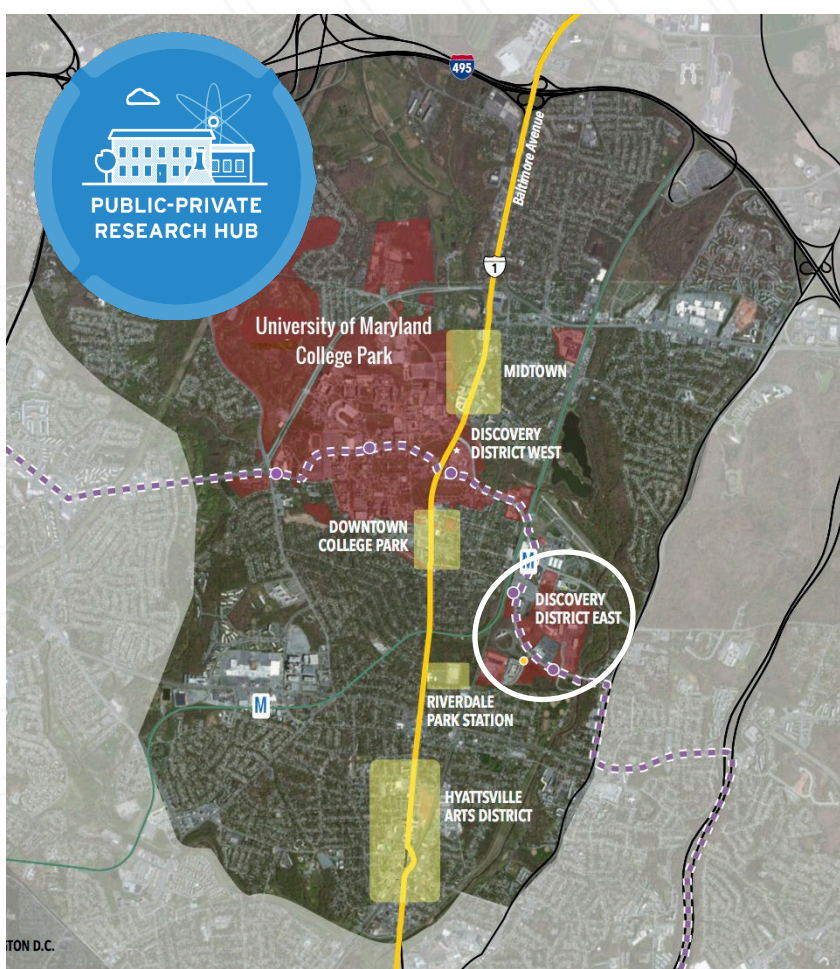 495
Baltimore Avenue
PUBLIC-PRIVATE
RESEARCH HUB
1
University of Maryland
College Park
MIDTOWN
DISCOVERY
DISTRICT WEST
DOWNTOWN
COLLEGE PARK
M
DISCOVERY
DISTRICT EAST
M
RIVERDALE
PARK STATION
HYATTSVILLE
ARTS DISTRICT
TON D.C.